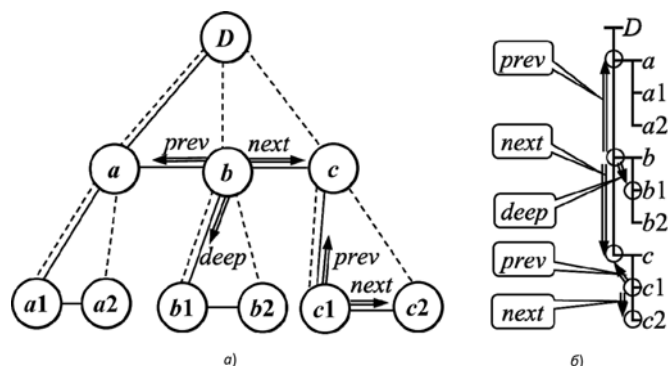 D
prev next
a b c
deep prev
next
a1 a2 b1 b2 c1 c2
а)
D
prev a
a1
a2
next b
deep b1
b2
c
prev c1
next c2
б)